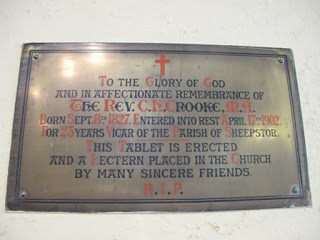 To the Glory of God
and in affectionate remembrance of
The Rev. C. H. Crooke, M.A.
Born Sept. 8th 1827. Entered into rest April 17th 1902.
For 23 years Vicar of the Parish of Sheepstor.
This Tablet is erected
and a Lectern placed in the Church
by many sincere friends.
R.I.P.